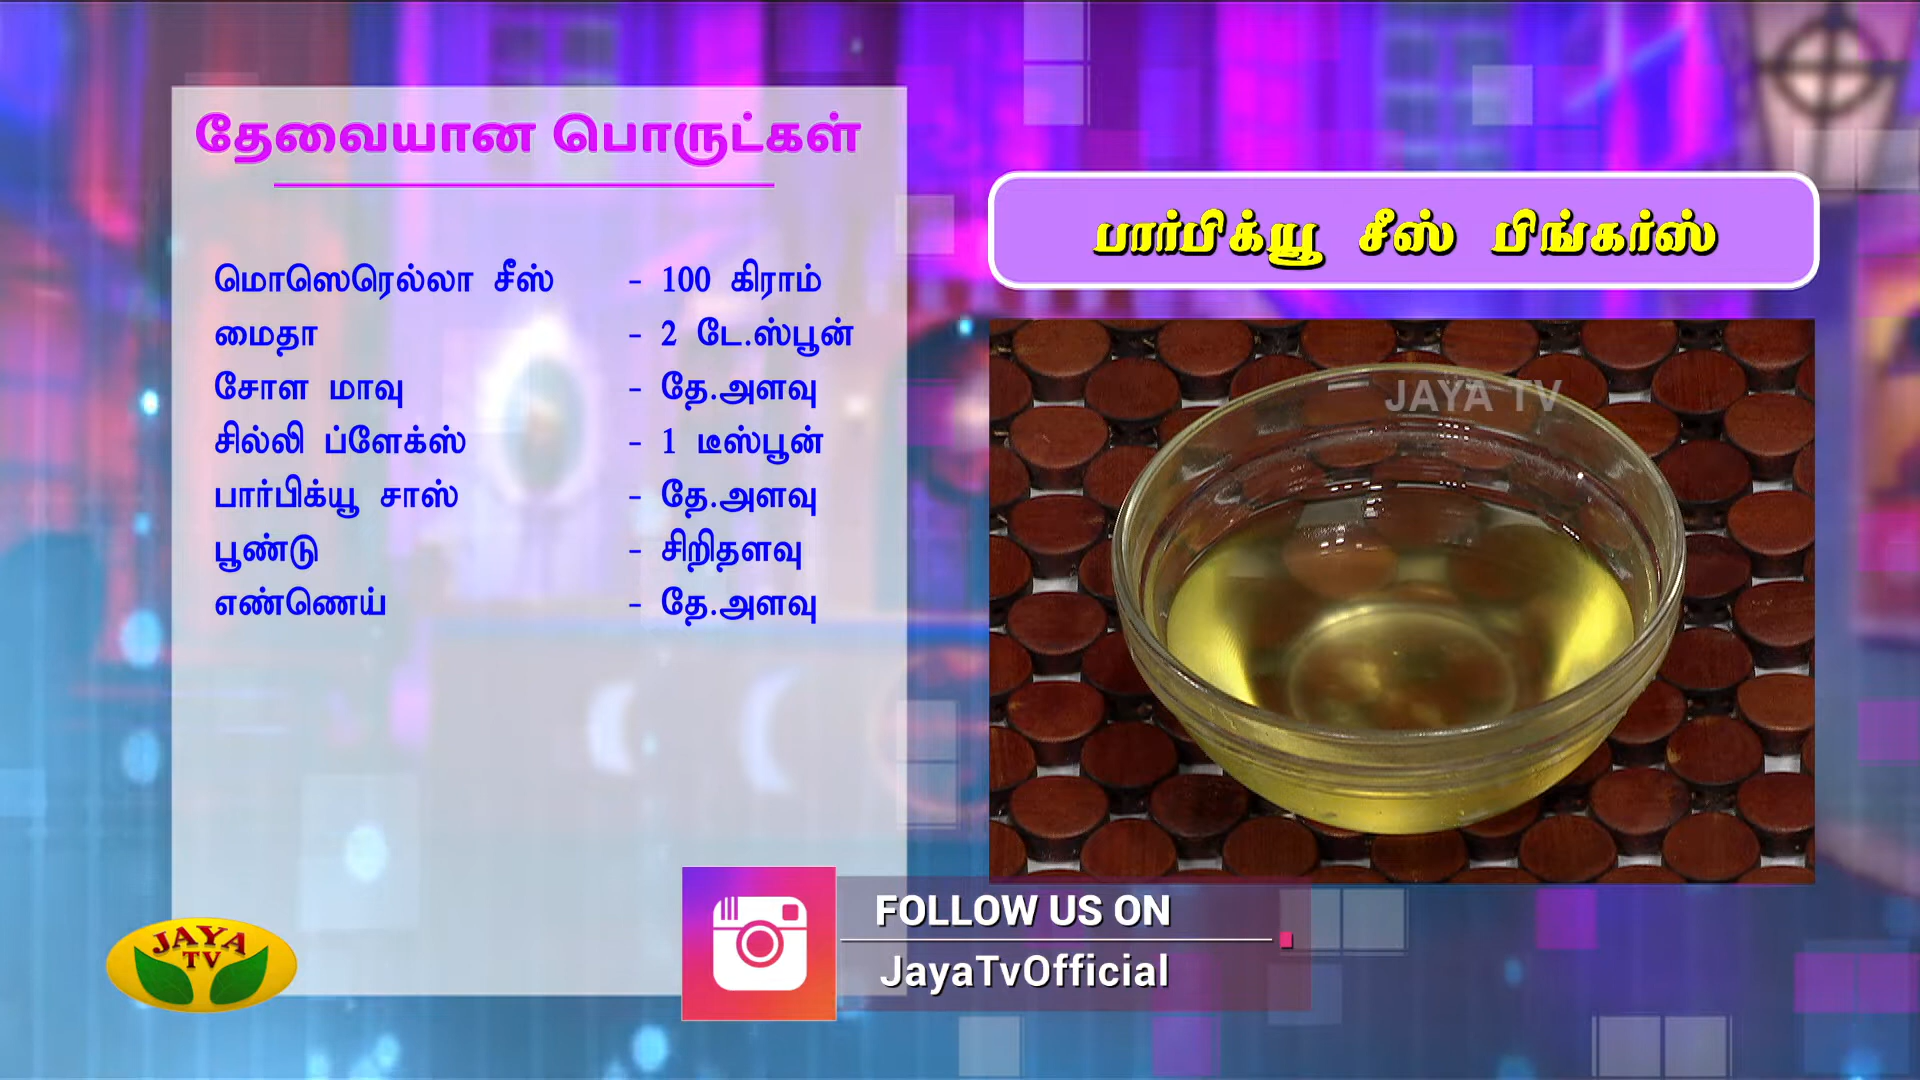 தேவையான பொருட்கள்
மொஸெரெல்லா சீஸ் - 100 கிராம்
மைதா - 2 டே.ஸ்பூன்
சோள மாவு - தே.அளவு
சில்லி ப்ளேக்ஸ் - 1 டீஸ்பூன்
பார்பிக்யூ சாஸ் - தே.அளவு
பூண்டு - சிறிதளவு
எண்ணெய் - தே.அளவு
பார்பிக்யூ சீஸ் பிங்கர்ஸ்
JAYA TV
JAYA
TV
FOLLOW US ON
JayaTvOfficial